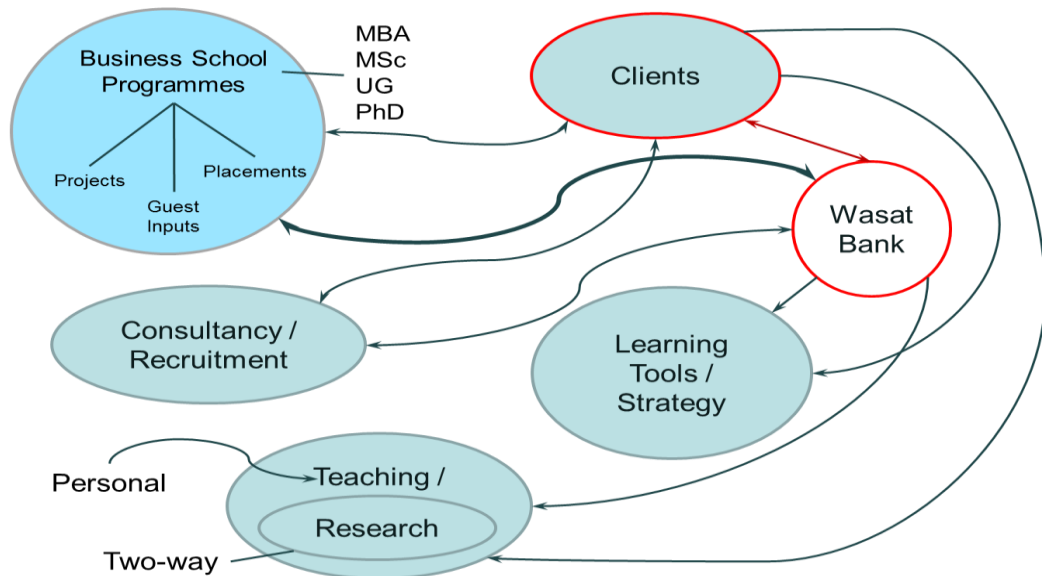 Business School
Programmes
Projects
Guest
Inputs
Placements
MBA
MSc
UG
PhD
Clients
Wasat
Bank
Consultancy /
Recruitment
Learning
Tools /
Strategy
Personal
Teaching /
Research
Two-way